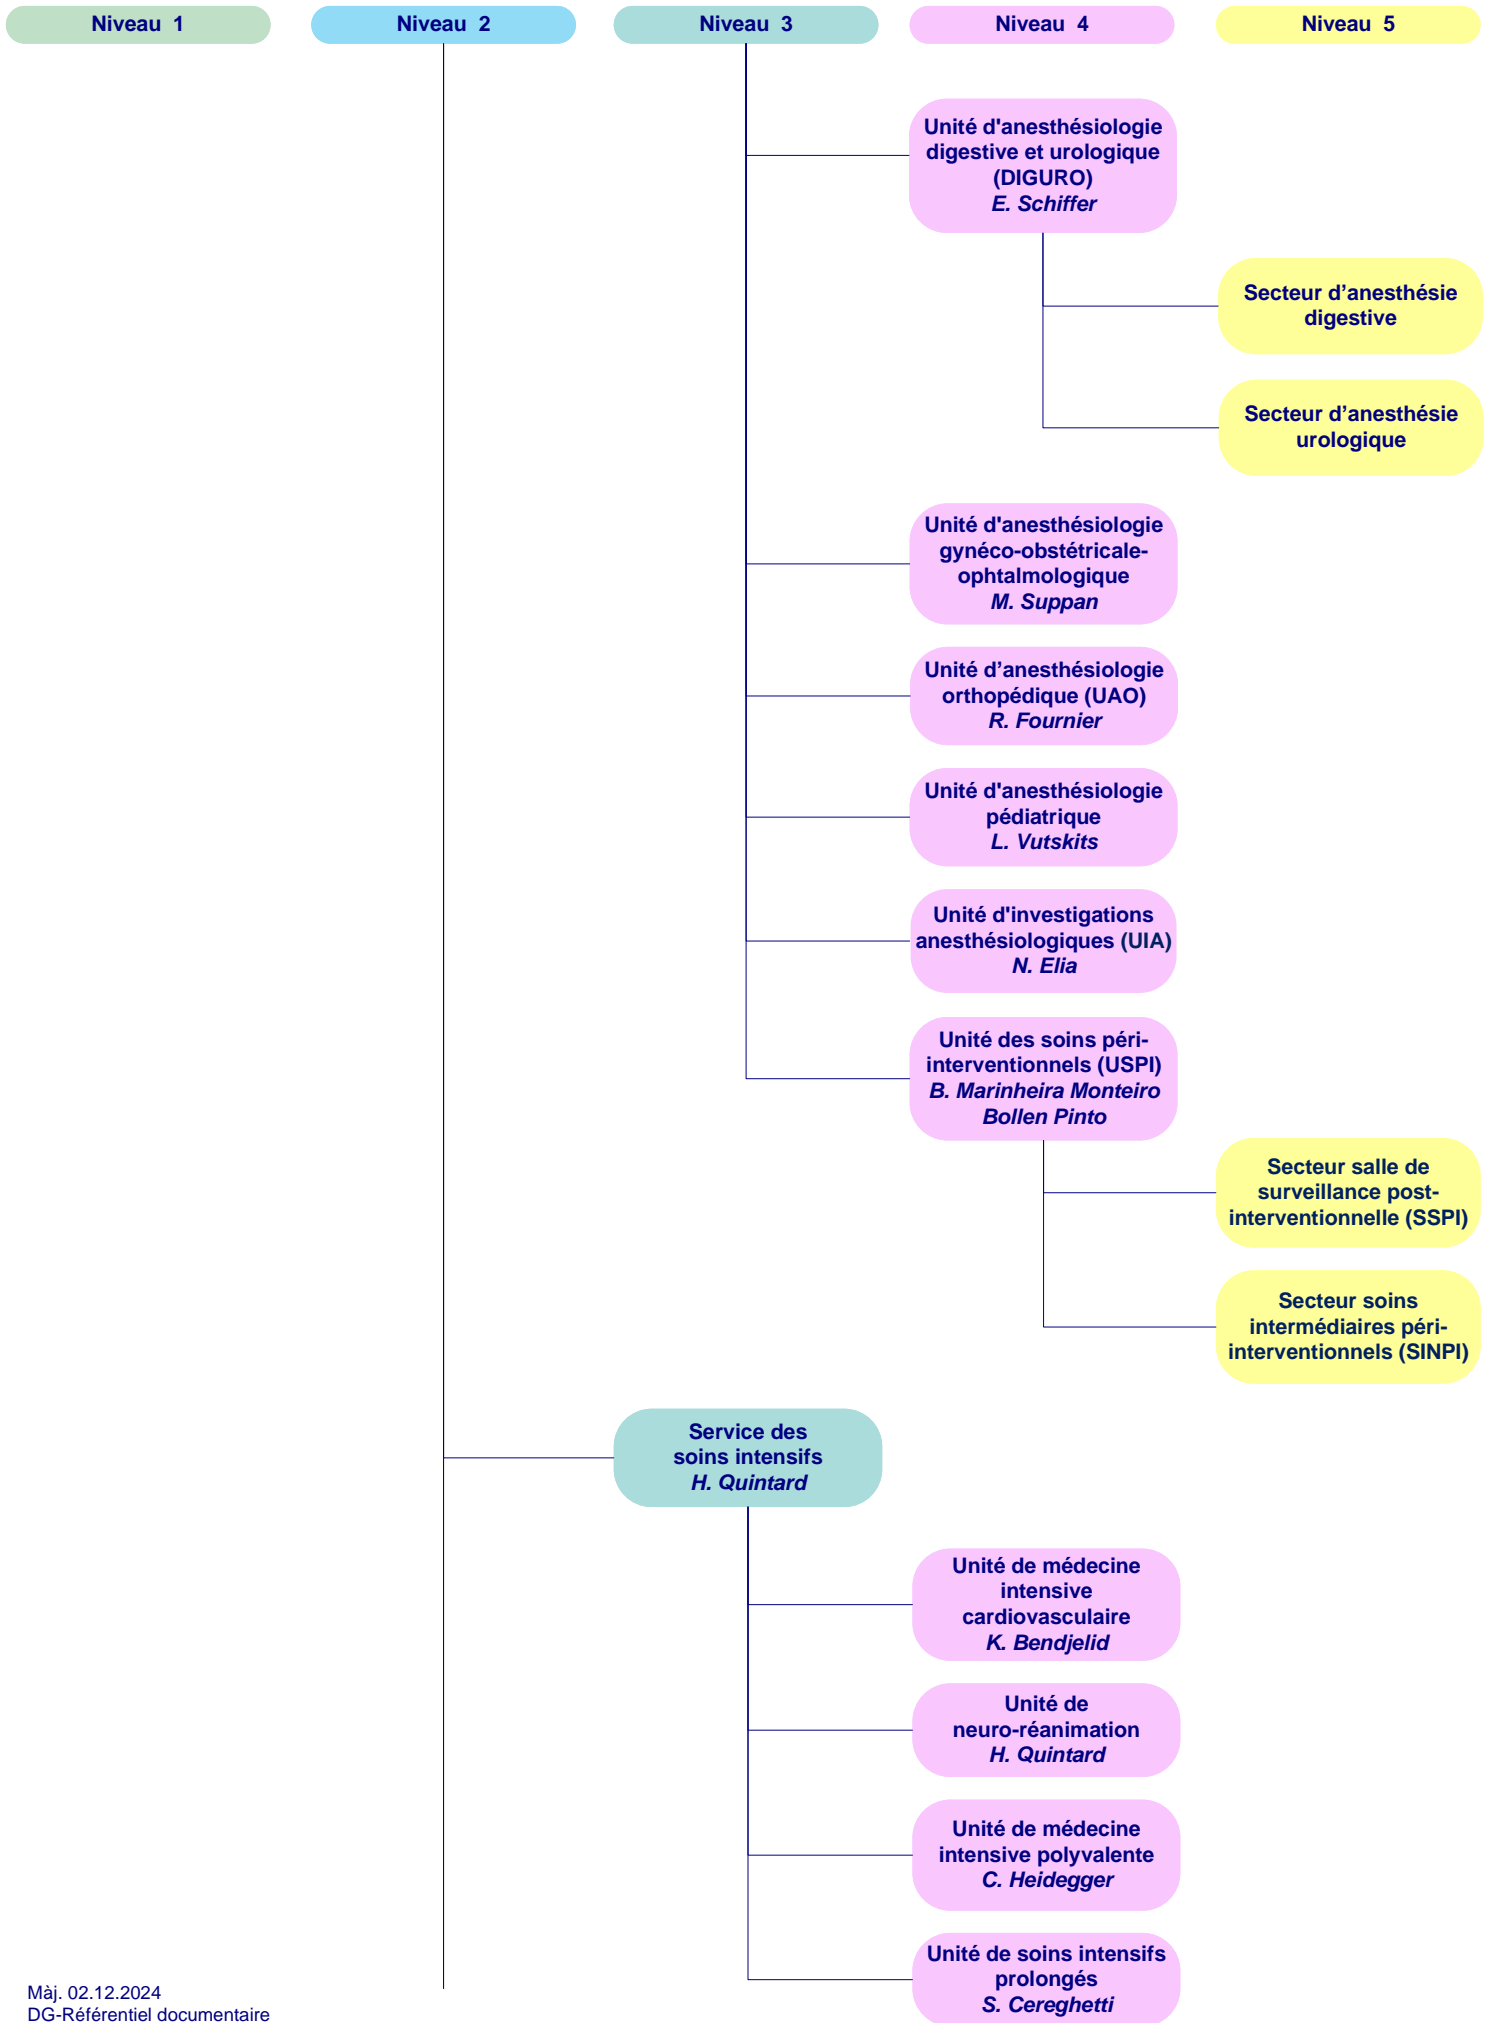 Niveau 1
Niveau 2
Niveau 3
Niveau 4
Niveau 5
Unité d'anesthésiologie
digestive et urologique
(DIGURO)
E. Schiffer
Secteur d’anesthésie
digestive
Secteur d’anesthésie
urologique
Unité d'anesthésiologie
gynéco-obstétricale-
ophtalmologique
M. Suppan
Unité d’anesthésiologie
orthopédique (UAO)
R. Fournier
Unité d'anesthésiologie
pédiatrique
L. Vutskits
Unité d'investigations
anesthésiologiques (UIA)
N. Elia
Unité des soins péri-
interventionnels (USPI)
B. Marinheira Monteiro
Bollen Pinto
Secteur salle de
surveillance post-
interventionnelle (SSPI)
Secteur soins
intermédiaires péri-
interventionnels (SINPI)
Service des
soins intensifs
H. Quintard
Unité de médecine
intensive
cardiovasculaire
K. Bendjelid
Unité de
neuro-réanimation
H. Quintard
Unité de médecine
intensive polyvalente
C. Heidegger
Unité de soins intensifs
prolongés
S. Cereghetti
Màj. 02.12.2024
DG-Référentiel documentaire